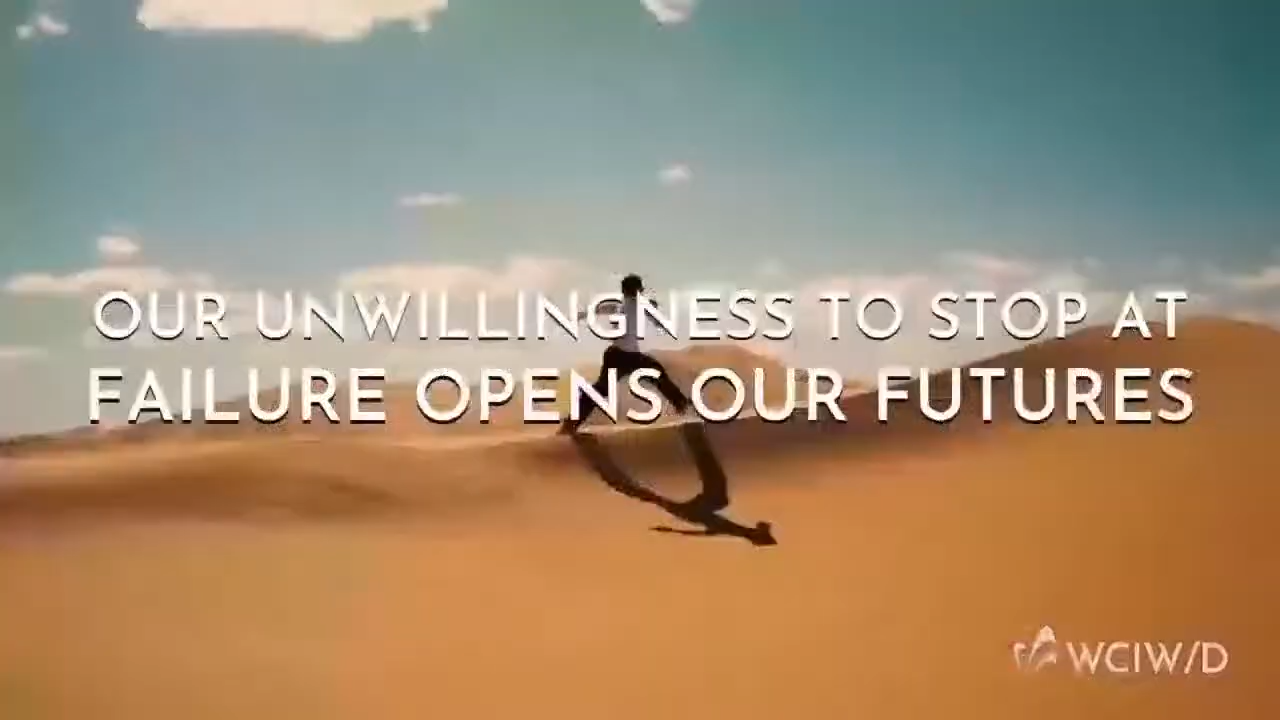 OUR UNWILLINGNESS TO STOP AT
FAILURE OPENS OUR FUTURES
WCIW/D